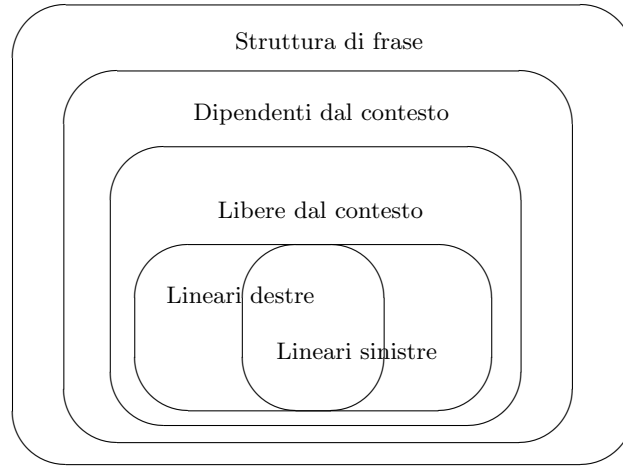 Struttura di frase
Dipendenti dal contesto
Libere dal contesto
Lineari destre
Lineari sinistre